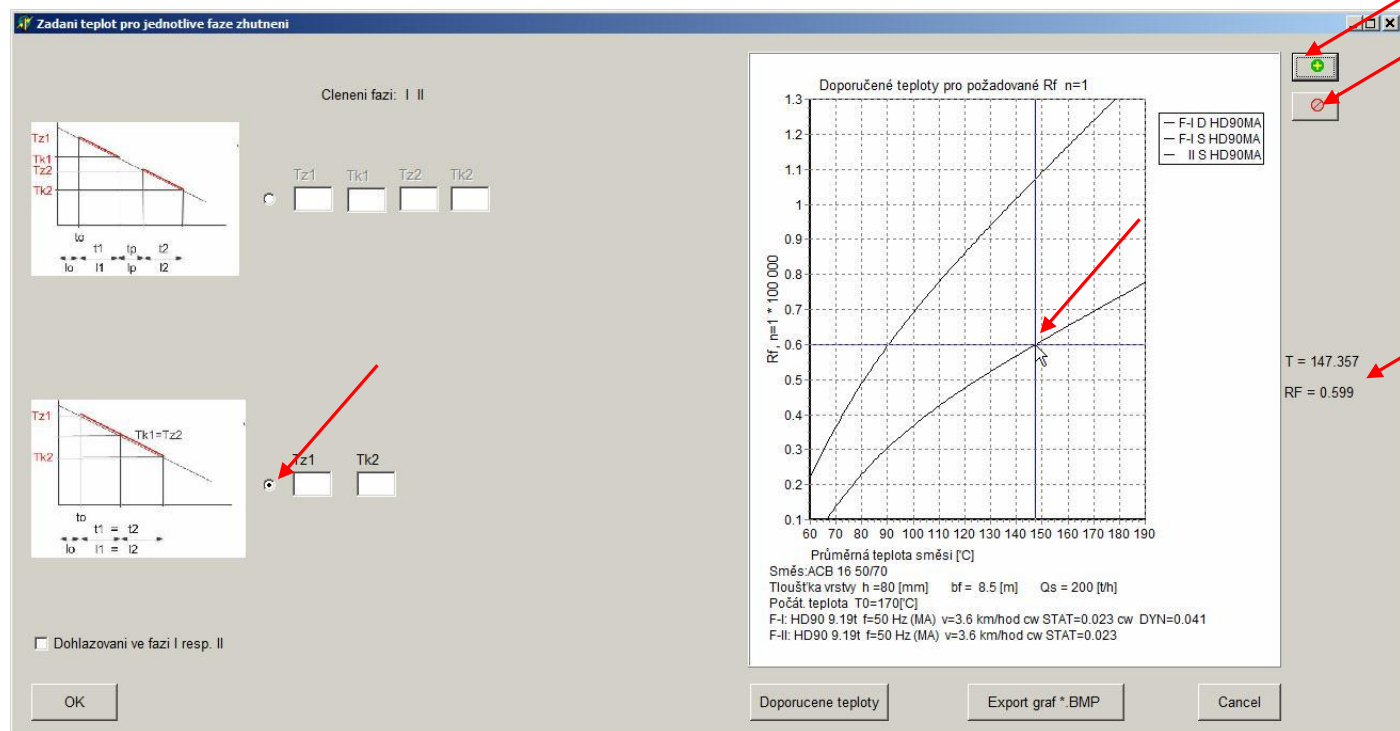 Zadani teplot pro jednotlive faze zhutneni
Cleneni fazi: I II
Tz1
Tk1
Tz2
Tk2
to
t1 tp t2
lo l1 lp l2
Tz1 Tk1 Tz2 Tk2
Tz1
Tk1=Tz2
Tk2
to
t1 = t2
lo l1 = l2
Tz1 Tk2
Dohlazovani ve fazi I resp. II
OK
Doporučené teploty pro požadované Rf n=1
1.3
1.2
1.1
1
0.9
0.8
0.7
0.6
0.5
0.4
0.3
0.2
0.1
Rf, n=1 * 100 000
60 70 80 90 100 110 120 130 140 150 160 170 180 190
Průměrná teplota směsi [°C]
F-I D HD90MA
F-I S HD90MA
II S HD90MA
Směs:ACB 16 50/70
Tloušťka vrstvy h =80 [mm] bf = 8.5 [m] Qs = 200 [t/h]
Počát. teplota T0=170[°C]
F-I: HD90 9.19t f=50 Hz (MA) v=3.6 km/hod cw STAT=0.023 cw DYN=0.041
F-II: HD90 9.19t f=50 Hz (MA) v=3.6 km/hod cw STAT=0.023
T = 147.357
RF = 0.599
Doporucene teploty
Export graf *.BMP
Cancel